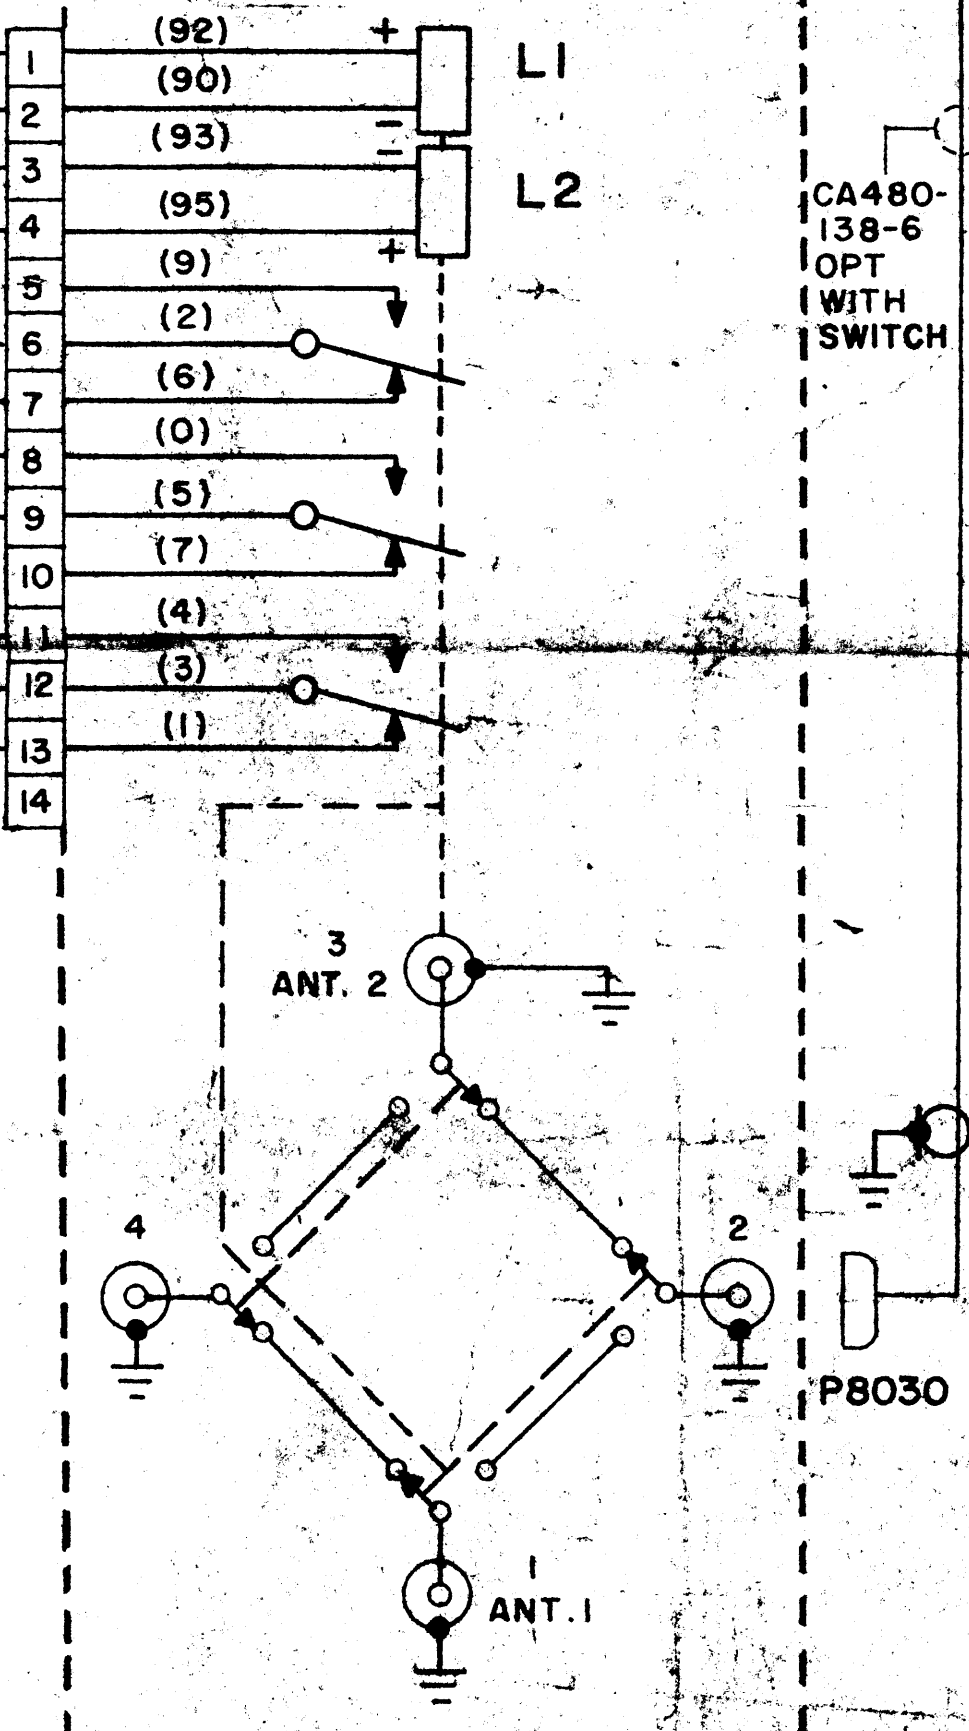 1 (92) +
2 (90) −
L1
3 (93) −
4 (95) +
L2
5 (9)
6 (2)
7 (6)
8 (0)
9 (5)
10 (7)
11 (4)
12 (3)
13 (1)
14
CA480-
138-6
OPT
WITH
SWITCH
3
ANT. 2
4
2
P8030
1
ANT. 1